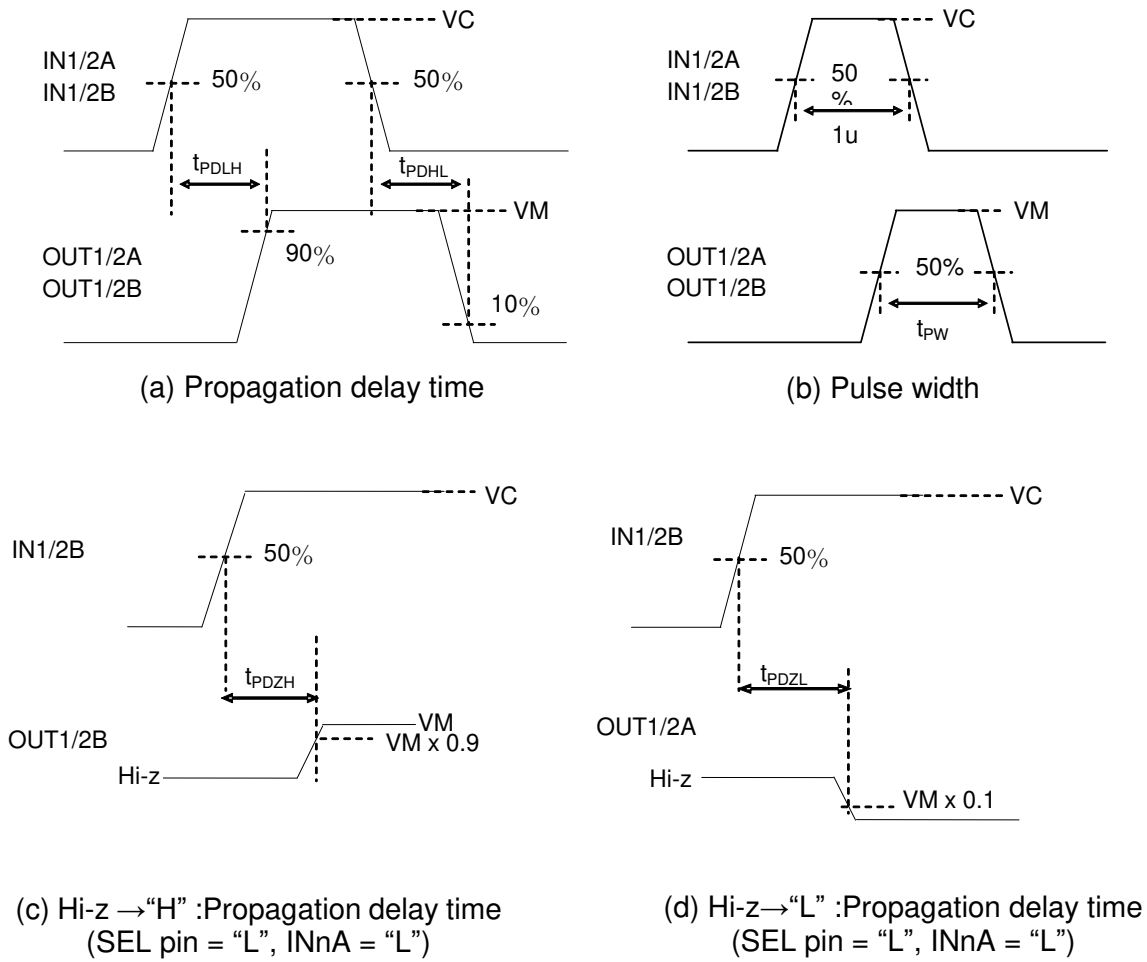 VC
IN1/2A
IN1/2B
50%
50%
tPDLH
tPDHL
VM
OUT1/2A
OUT1/2B
90%
10%
(a) Propagation delay time
VC
IN1/2A
IN1/2B
50
%
1u
VM
OUT1/2A
OUT1/2B
50%
tPW
(b) Pulse width
VC
IN1/2B
50%
tPDZH
OUT1/2B
VM
VM x 0.9
Hi-z
(c) Hi-z →“H” :Propagation delay time
(SEL pin = “L”, INnA = “L”)
VC
IN1/2B
50%
tPDZL
OUT1/2A
Hi-z
VM x 0.1
(d) Hi-z→“L” :Propagation delay time
(SEL pin = “L”, INnA = “L”)